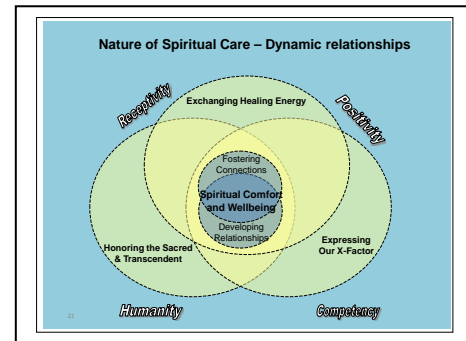 Nature of Spiritual Care – Dynamic relationships
Receptivity
Exchanging Healing Energy
Positivity
Fostering
Connections
Spiritual Comfort
and Wellbeing
Developing
Relationships
Honoring the Sacred
& Transcendent
Expressing
Our X-Factor
Humanity
Competency